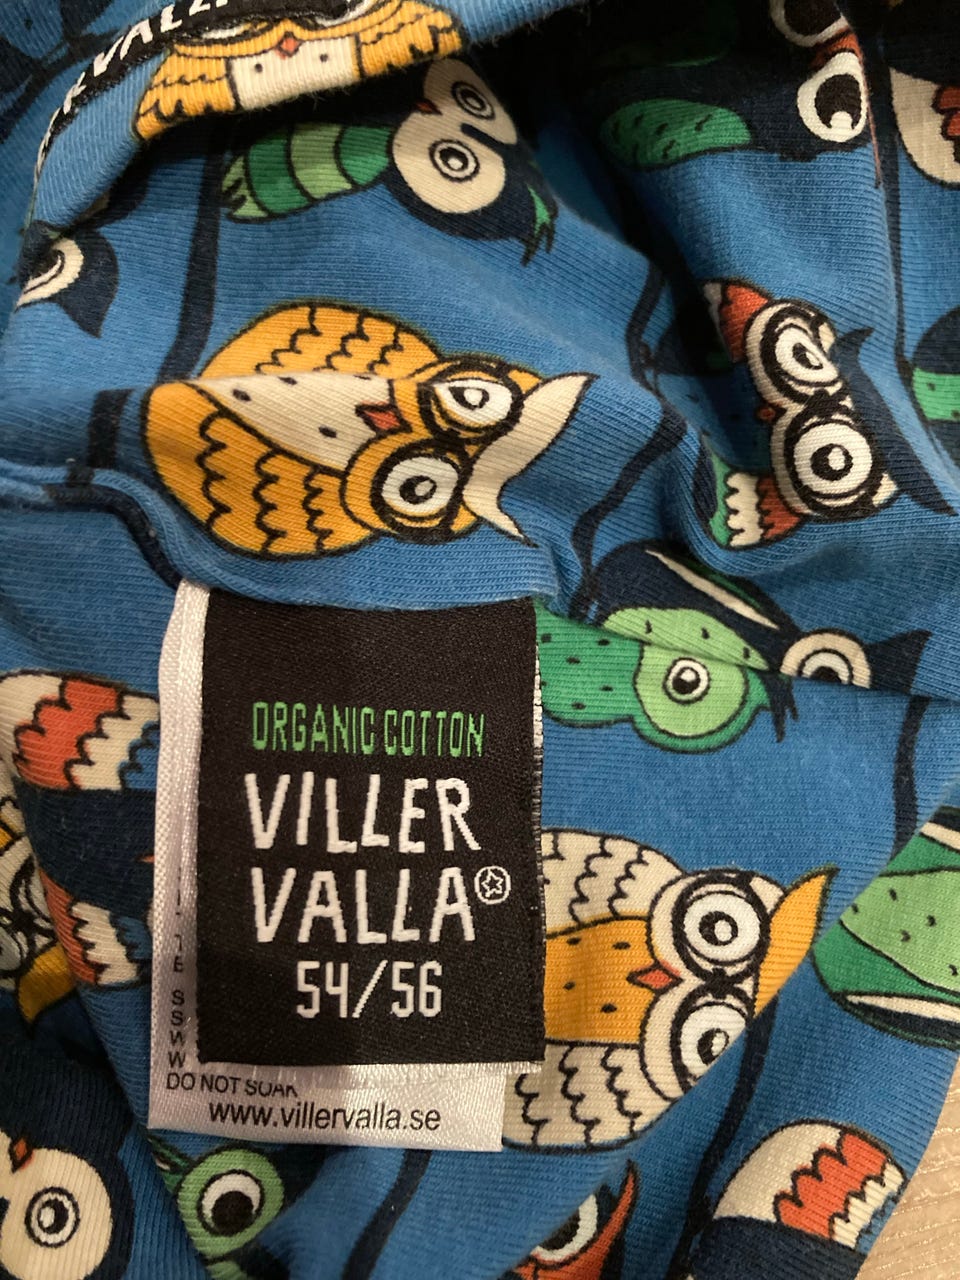 ORGANIC COTTON
VILLER
VALLA
54/56
DO NOT SOAK
www.villervalla.se